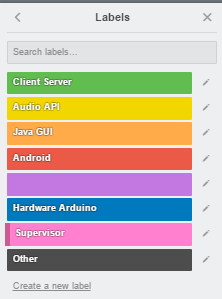 Labels
Search labels...
Client Server
Audio API
Java GUI
Android
Hardware Arduino
Supervisor
Other
Create a new label